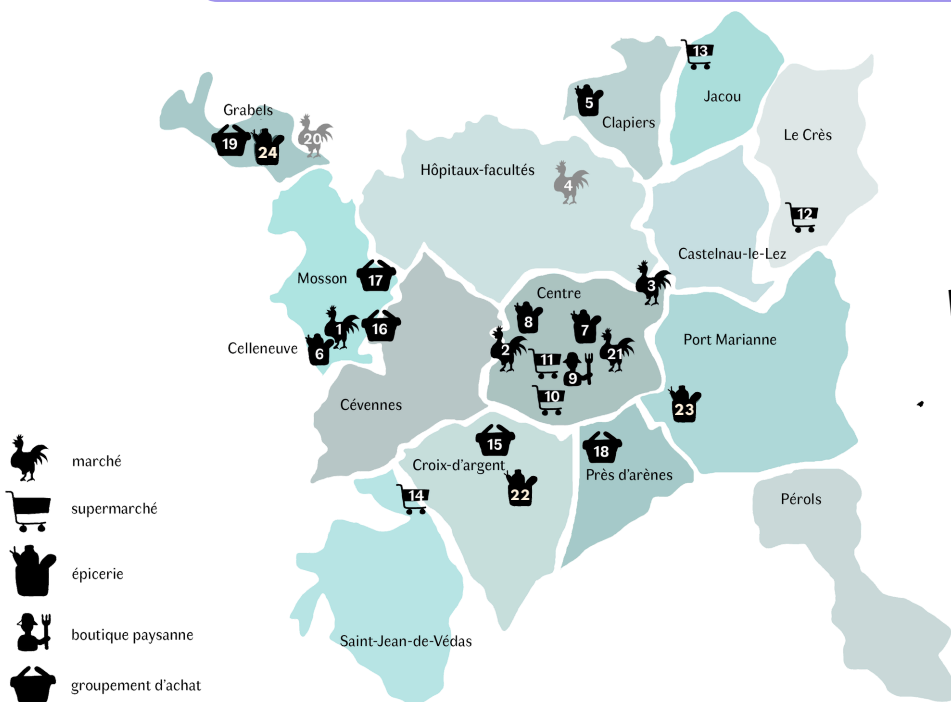 13
Jacou
Grabels
5
Clapiers
Le Crès
19
24
20
Hôpitaux-facultés
4
12
Castelnau-le-Lez
Mosson
17
3
Centre
8
7
1
16
Celleneuve
6
2
21
Port Marianne
11
9
10
Cévennes
23
15
18
marché
Croix-d'argent
Près d'arènes
22
14
Pérols
supermarché
épicerie
boutique paysanne
Saint-Jean-de-Védas
groupement d'achat